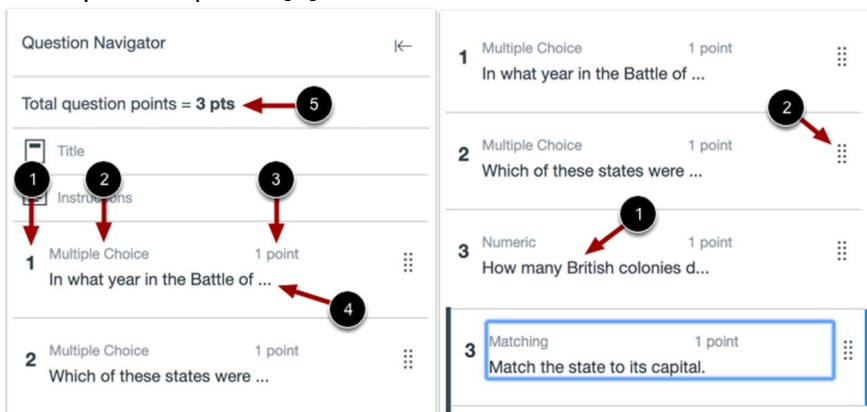 Question Navigator
Total question points = 3 pts
5
Title
1
2
3
Instructions
Multiple Choice 1 point
1
In what year in the Battle of ...
4
Multiple Choice 1 point
2
Which of these states were ...
Multiple Choice 1 point
1
In what year in the Battle of ...
2
Multiple Choice 1 point
2
Which of these states were ...
1
Numeric 1 point
3
How many British colonies d...
Matching 1 point
3
Match the state to its capital.